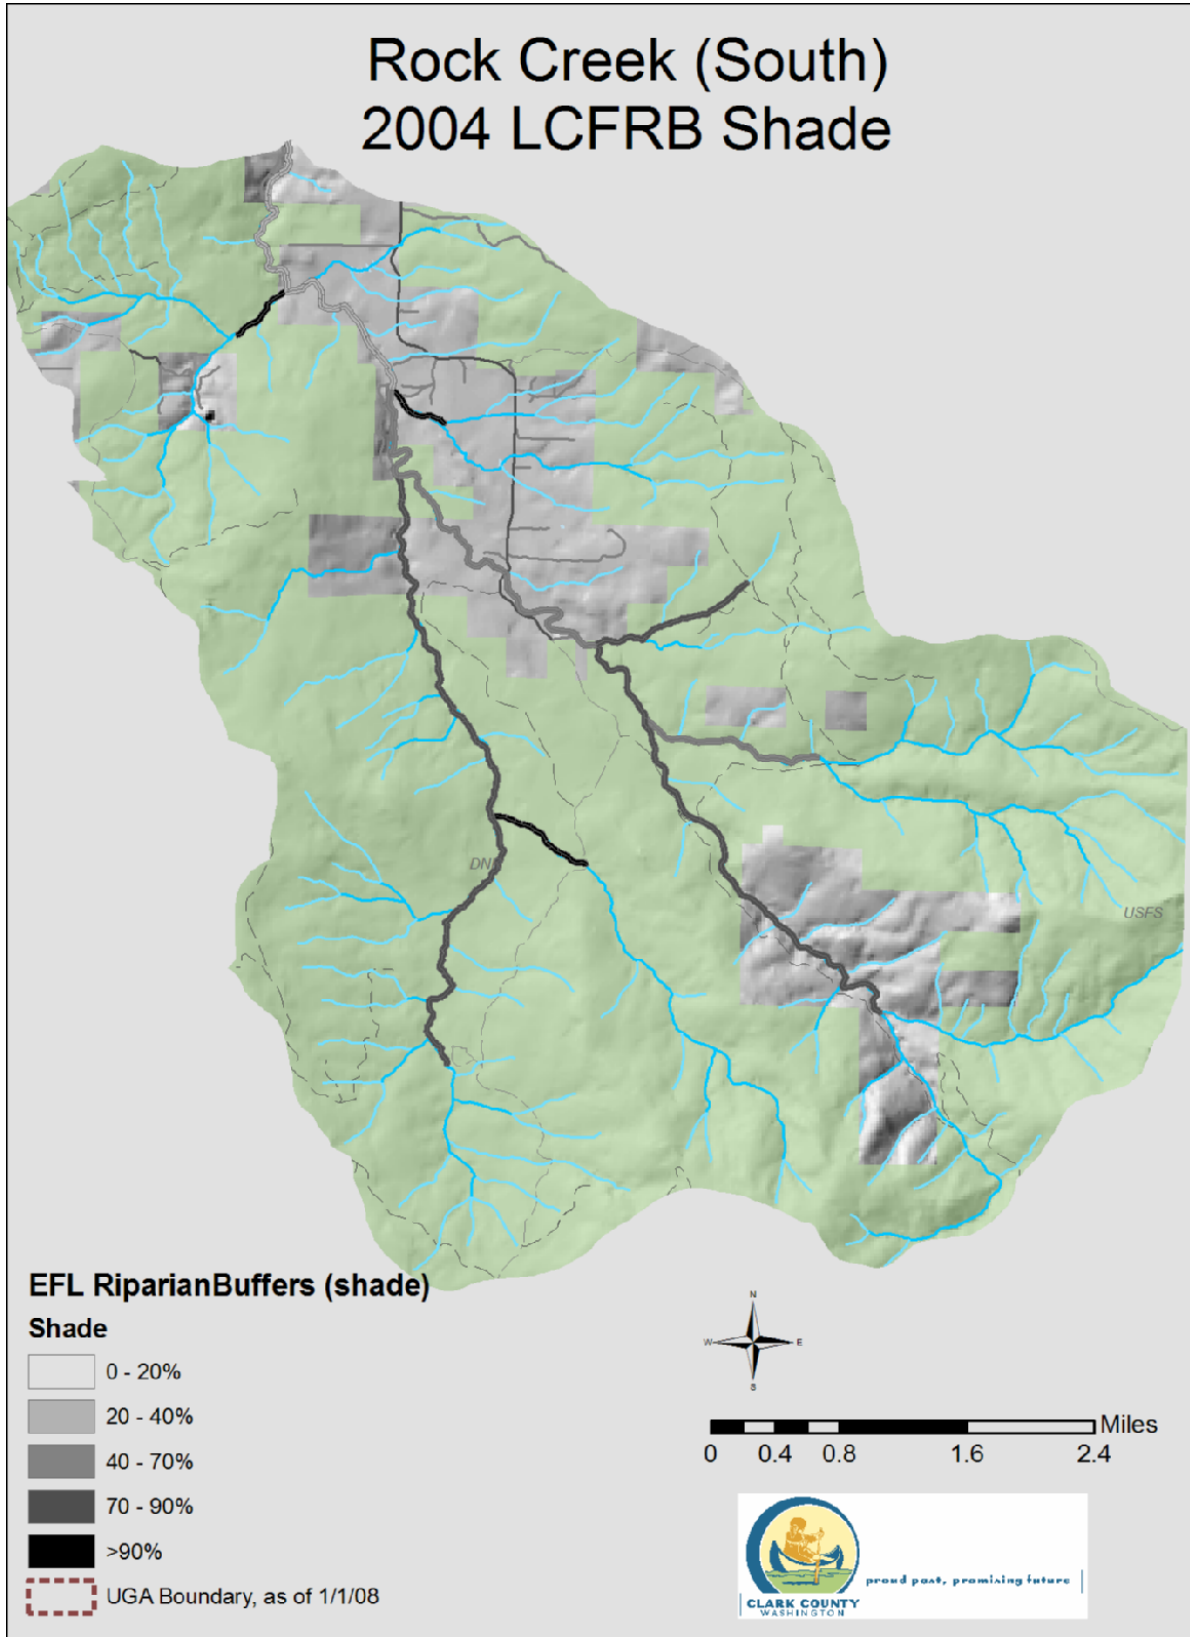 Rock Creek (South)
2004 LCFRB Shade
USFS
EFL RiparianBuffers (shade)
Shade
0 - 20%
20 - 40%
40 - 70%
70 - 90%
>90%
UGA Boundary, as of 1/1/08
N
W E
S
Miles
0 0.4 0.8 1.6 2.4
proud past, promising future
CLARK COUNTY
WASHINGTON